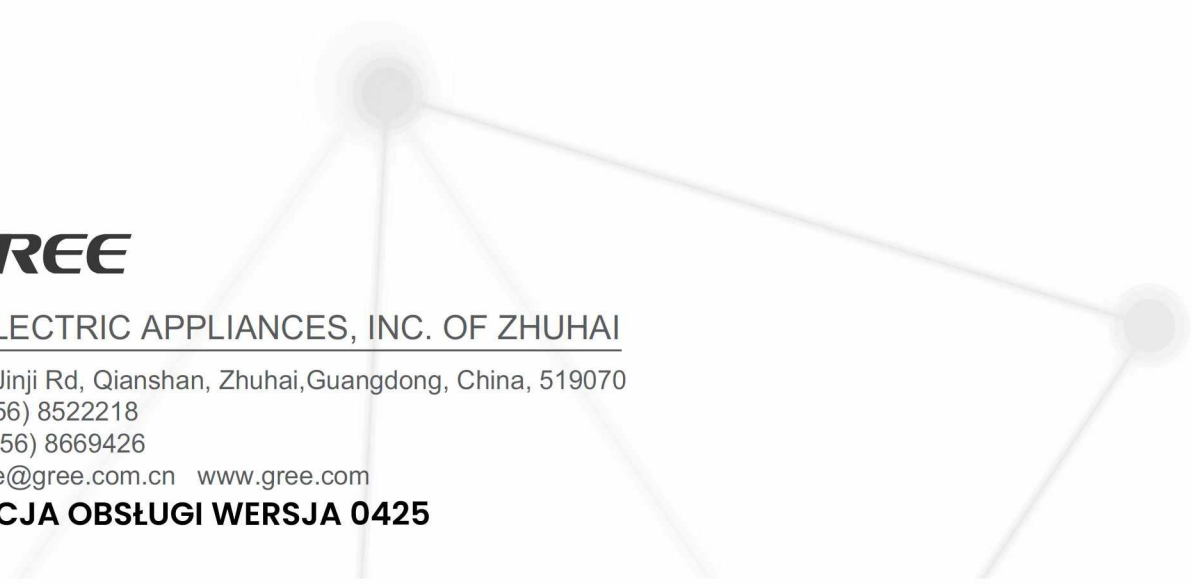 REE
LECTRIC APPLIANCES, INC. OF ZHUHAI
Jinji Rd, Qianshan, Zhuhai,Guangdong, China, 519070
56) 8522218
56) 8669426
e@gree.com.cn www.gree.com
CJA OBSŁUGI WERSJA 0425